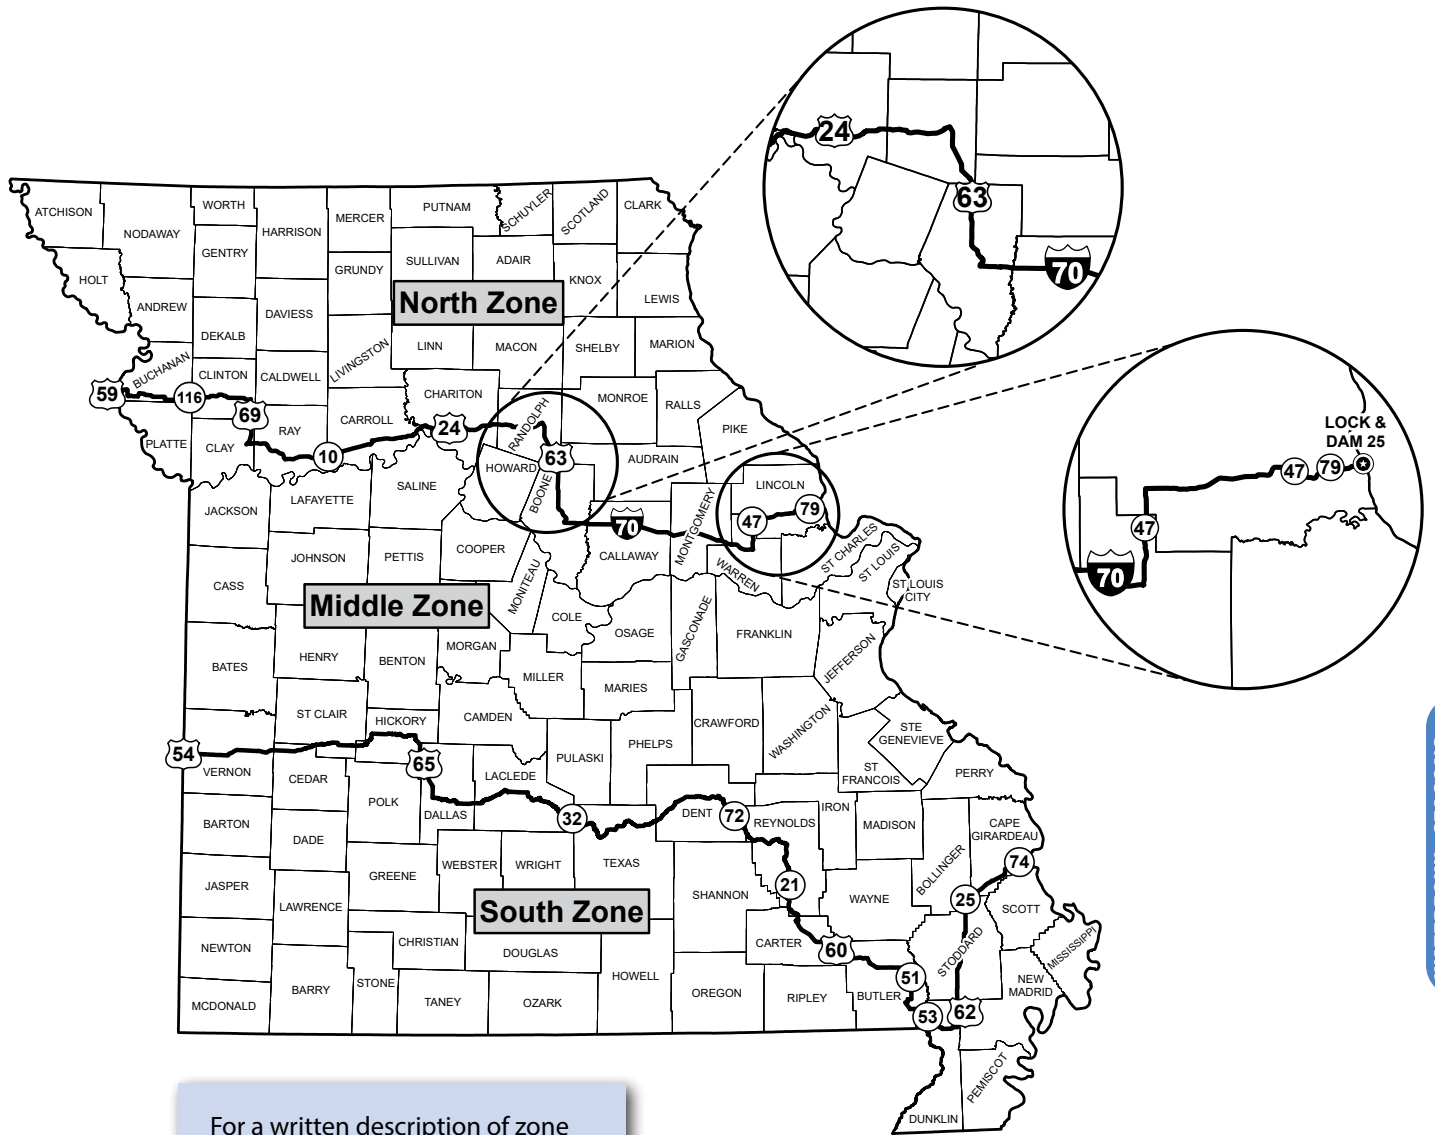 24
63
70
LOCK &
DAM 25
47
79
47
70
ATCHISON
NODAWAY
WORTH
HARRISON
MERCER
PUTNAM
SCHUYLER
SCOTLAND
CLARK
HOLT
GENTRY
GRUNDY
SULLIVAN
ADAIR
KNOX
LEWIS
ANDREW
DEKALB
DAVIESS
North Zone
LIVINGSTON
LINN
MACON
SHELBY
MARION
BUCHANAN
CLINTON
CALDWELL
CHARITON
MONROE
RALLS
PIKE
59
116
69
CARROLL
24
RANDOLPH
PLATTE
CLAY
RAY
10
HOWARD
63
AUDRAIN
BOONE
LINCOLN
JACKSON
LAFAYETTE
SALINE
70
MONTGOMERY
47
79
JOHNSON
PETTIS
COOPER
CALLAWAY
WARREN
ST CHARLES
ST LOUIS
ST LOUIS
CITY
CASS
Middle Zone
MONITEAU
COLE
OSAGE
GASCONADE
FRANKLIN
JEFFERSON
BATES
HENRY
BENTON
MORGAN
MILLER
MARIES
ST CLAIR
HICKORY
CAMDEN
CRAWFORD
WASHINGTON
STE
GENEVIEVE
54
VERNON
CEDAR
65
LACLEDE
PULASKI
PHELPS
ST
FRANCOIS
PERRY
POLK
DALLAS
32
DENT
72
REYNOLDS
IRON
MADISON
CAPE
GIRARDEAU
BARTON
DADE
GREENE
WEBSTER
WRIGHT
TEXAS
21
BOLLINGER
74
JASPER
LAWRENCE
South Zone
SHANNON
WAYNE
25
SCOTT
NEWTON
CHRISTIAN
DOUGLAS
CARTER
60
STODDARD
MISSISSIPPI
MCDONALD
BARRY
STONE
TANEY
OZARK
HOWELL
OREGON
RIPLEY
BUTLER
51
NEW
MADRID
53
62
PEMISCOT
DUNKLIN
For a written description of zone